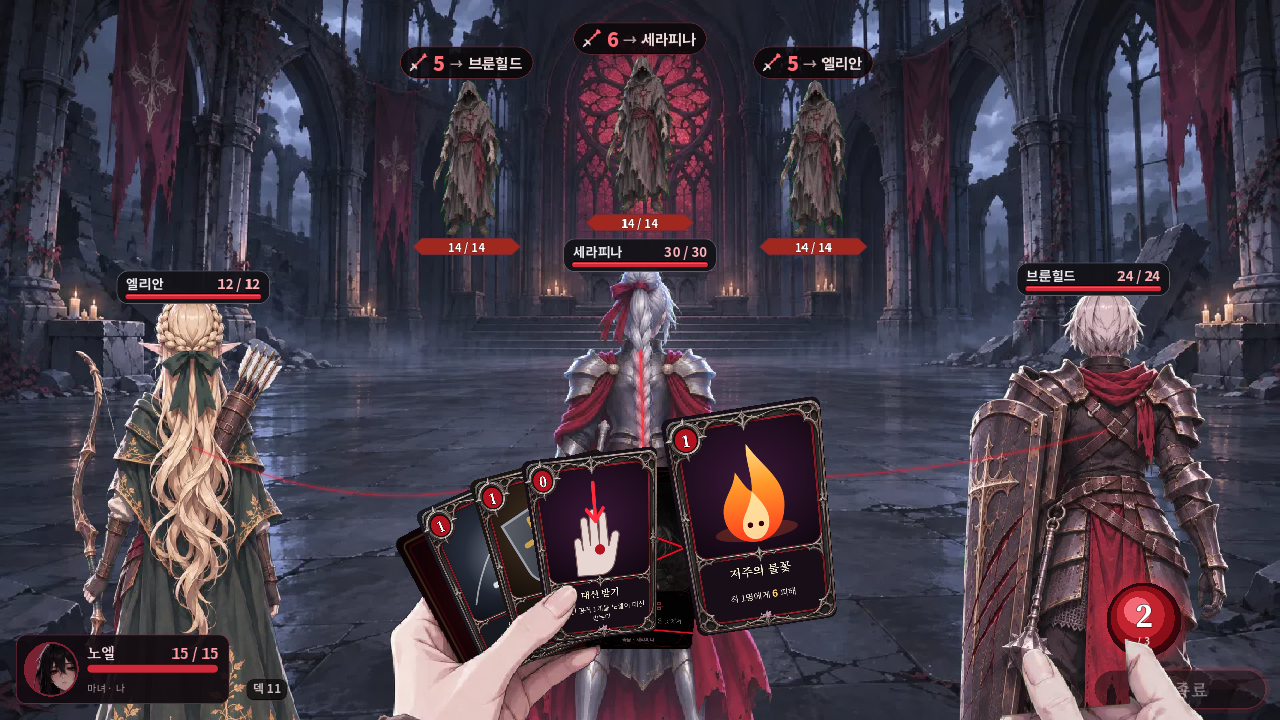 6 → 세라피나
5 → 브룬힐드
5 → 엘리안
14 / 14
14 / 14
14 / 14
세라피나 30 / 30
엘리안 12 / 12
브룬힐드 24 / 24
1
1
0
대신 받기
1
저주의 불꽃
적 1명에게 6 피해
2
/ 3
노엘 15 / 15
마녀 · 나
덱 11
종료